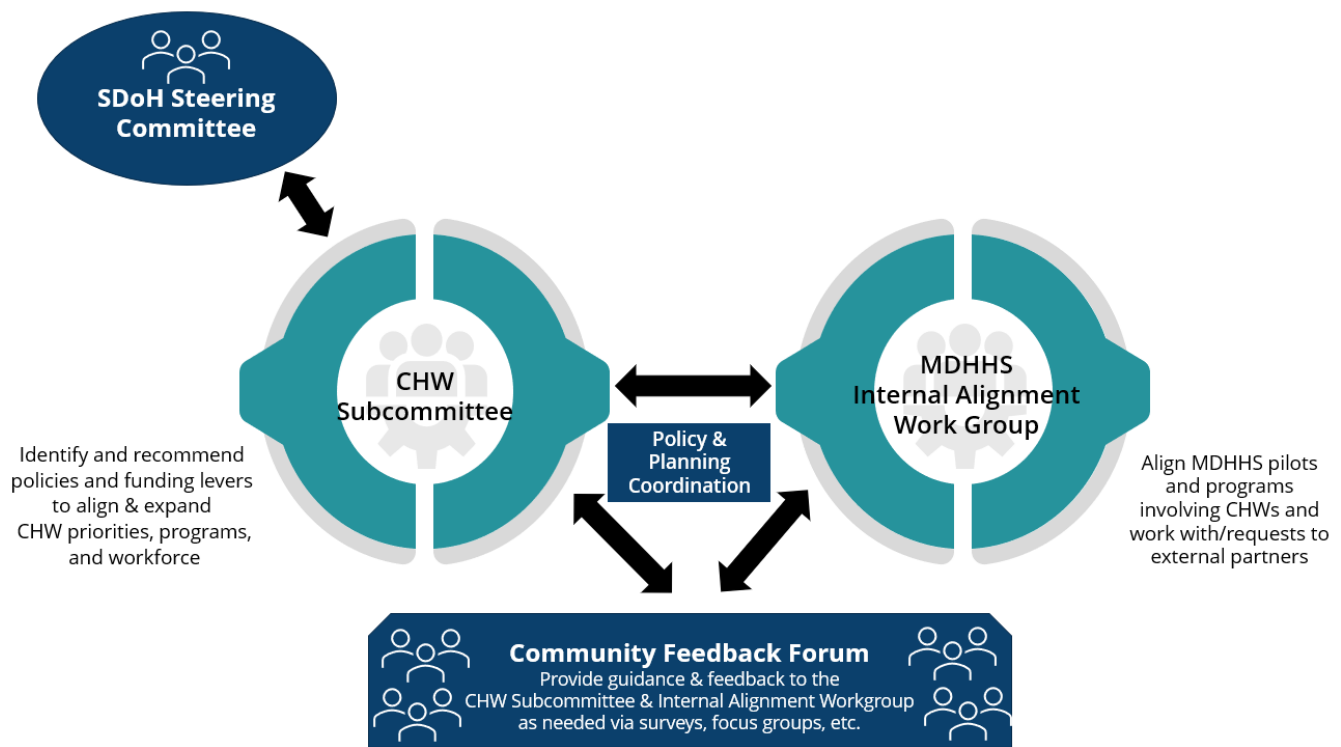 SDoH Steering
Committee
CHW
Subcommittee
MDHHS
Internal Alignment
Work Group
Policy &
Planning
Coordination
Identify and recommend
policies and funding levers
to align & expand
CHW priorities, programs,
and workforce
Align MDHHS pilots
and programs
involving CHWs and
work with/requests to
external partners
Community Feedback Forum
Provide guidance & feedback to the
CHW Subcommittee & Internal Alignment Workgroup
as needed via surveys, focus groups, etc.